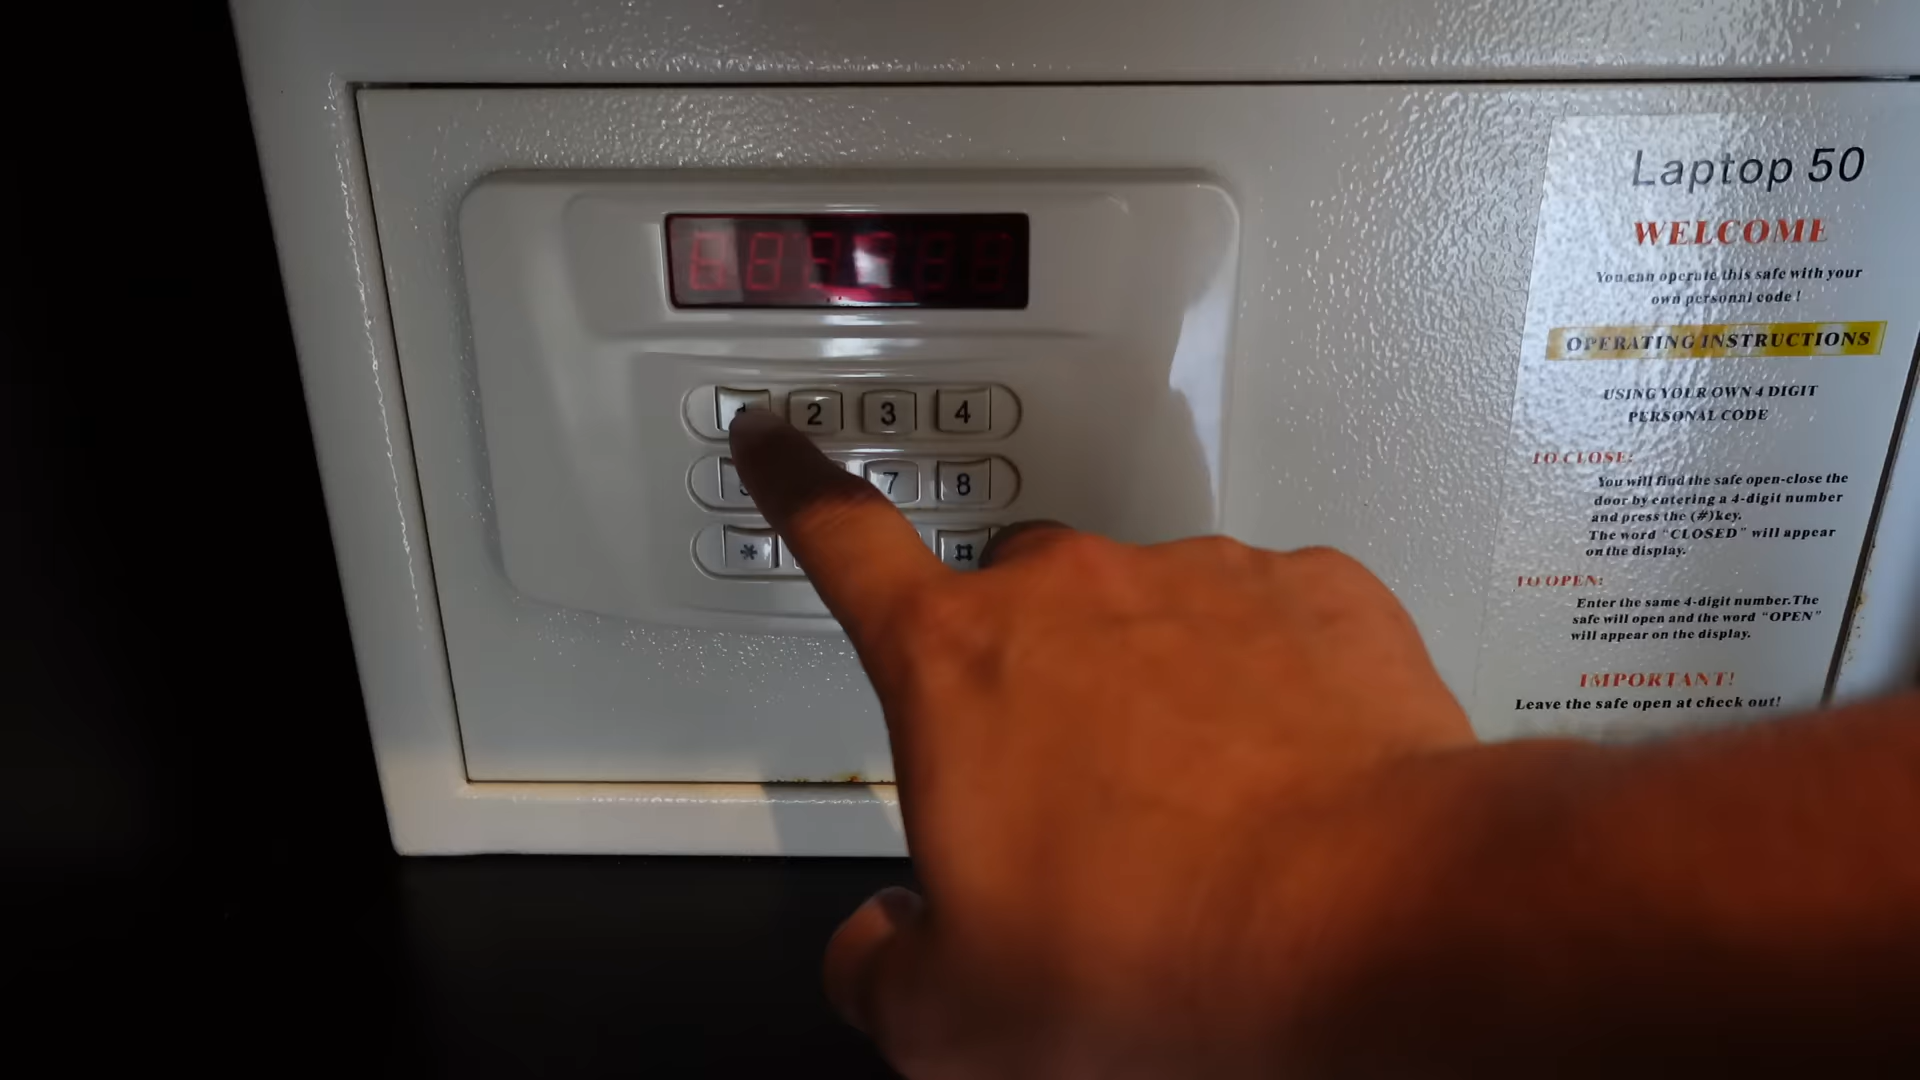 Laptop 50
WELCOME
You can operate this safe with your
own personal code !
OPERATING INSTRUCTIONS
USING YOUR OWN 4 DIGIT
PERSONAL CODE
TO CLOSE:
You will find the safe open-close the
door by entering a 4-digit number
and press the (#)key.
The word "CLOSED" will appear
on the display.
TO OPEN:
Enter the same 4-digit number.The
safe will open and the word "OPEN"
will appear on the display.
IMPORTANT!
Leave the safe open at check out!
1 2 3 4
7 8
* #